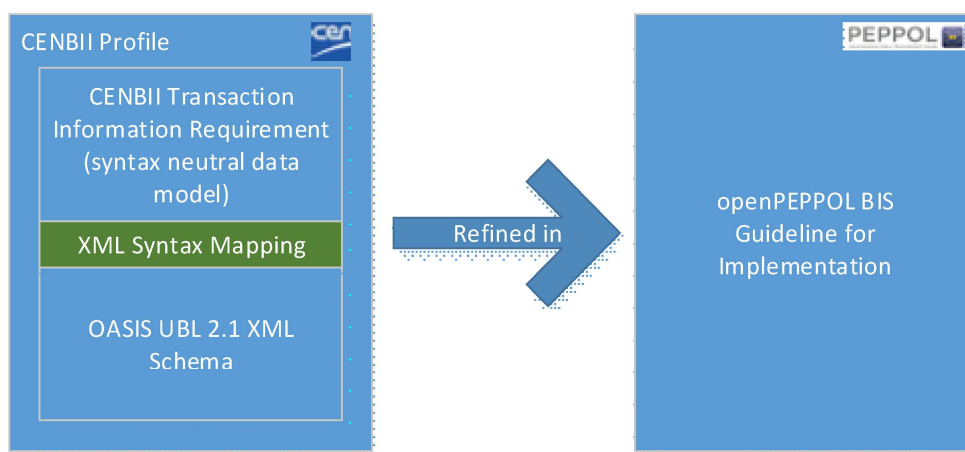 CENBII Profile
cen
CENBII Transaction
Information Requirement
(syntax neutral data
model)
XML Syntax Mapping
OASIS UBL 2.1 XML
Schema
Refined in
PEPPOL
openPEPPOL BIS
Guideline for
Implementation